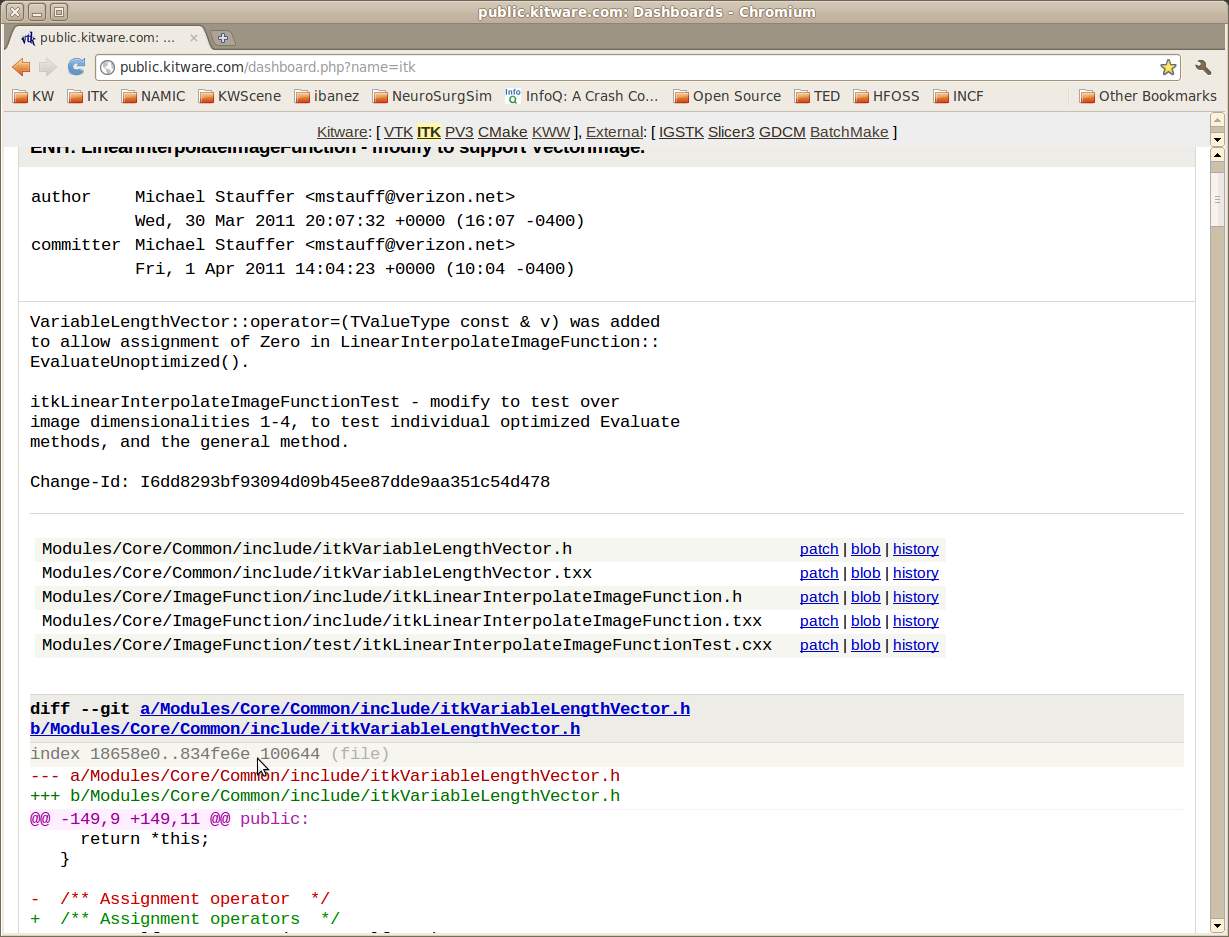 public.kitware.com: Dashboards - Chromium
vtk public.kitware.com: ...
public.kitware.com/dashboard.php?name=itk
KW ITK NAMIC KWScene ibanez NeuroSurgSim Info Q InfoQ: A Crash Co... Open Source TED HFOSS INCF Other Bookmarks
Kitware: [ VTK ITK PV3 CMake KWW ], External: [ IGSTK Slicer3 GDCM BatchMake ]
ENH: LinearInterpolateImageFunction - modify to support VectorImage.
author Michael Stauffer <mstauff@verizon.net>
Wed, 30 Mar 2011 20:07:32 +0000 (16:07 -0400)
committer Michael Stauffer <mstauff@verizon.net>
Fri, 1 Apr 2011 14:04:23 +0000 (10:04 -0400)
VariableLengthVector::operator=(TValueType const & v) was added
to allow assignment of Zero in LinearInterpolateImageFunction::
EvaluateUnoptimized().
itkLinearInterpolateImageFunctionTest - modify to test over
image dimensionalities 1-4, to test individual optimized Evaluate
methods, and the general method.
Change-Id: I6dd8293bf93094d09b45ee87dde9aa351c54d478
Modules/Core/Common/include/itkVariableLengthVector.h patch | blob | history
Modules/Core/Common/include/itkVariableLengthVector.txx patch | blob | history
Modules/Core/ImageFunction/include/itkLinearInterpolateImageFunction.h patch | blob | history
Modules/Core/ImageFunction/include/itkLinearInterpolateImageFunction.txx patch | blob | history
Modules/Core/ImageFunction/test/itkLinearInterpolateImageFunctionTest.cxx patch | blob | history
diff --git a/Modules/Core/Common/include/itkVariableLengthVector.h
b/Modules/Core/Common/include/itkVariableLengthVector.h
index 18658e0..834fe6e 100644 (file)
--- a/Modules/Core/Common/include/itkVariableLengthVector.h
+++ b/Modules/Core/Common/include/itkVariableLengthVector.h
@@ -149,9 +149,11 @@ public:
return *this;
}
- /** Assignment operator */
+ /** Assignment operators */